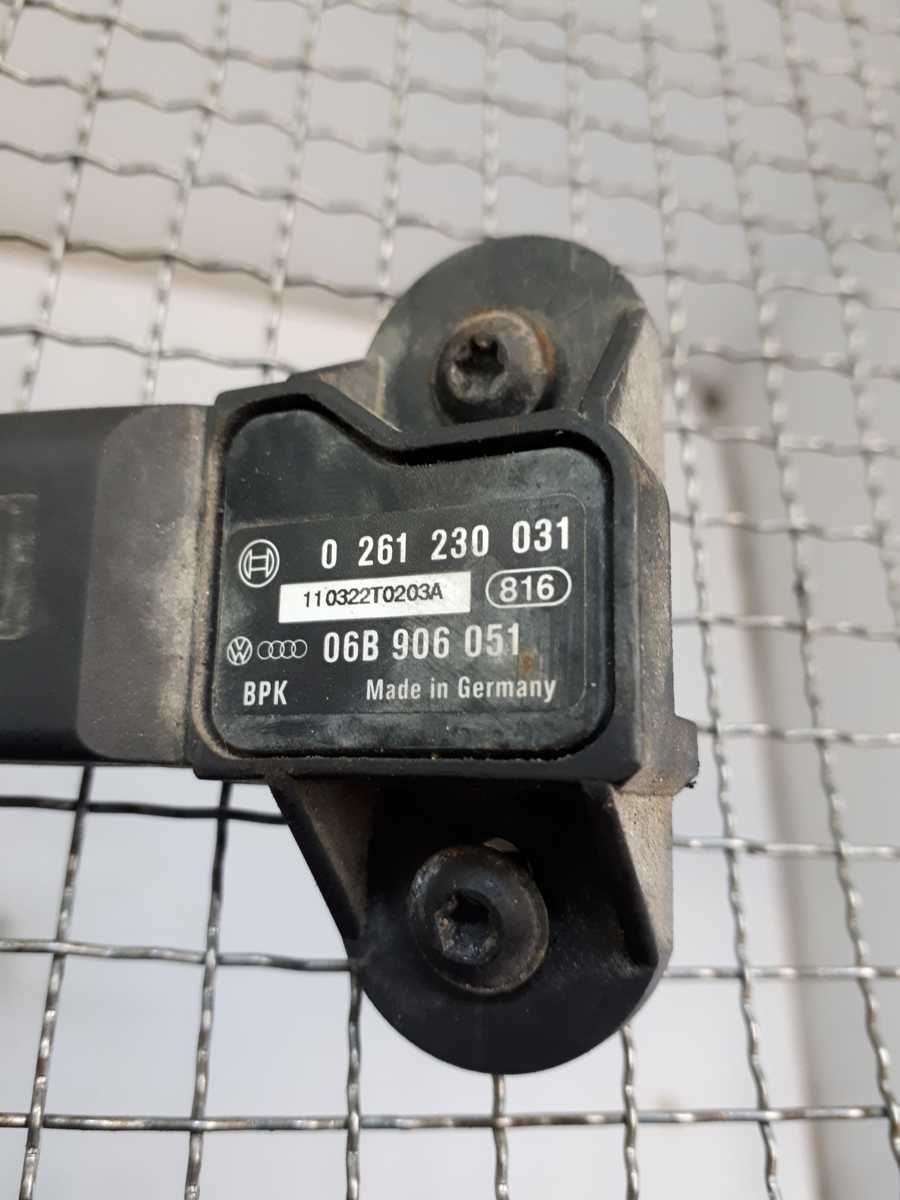 0 261 230 031
110322T0203A 816
06B 906 051
BPK Made in Germany